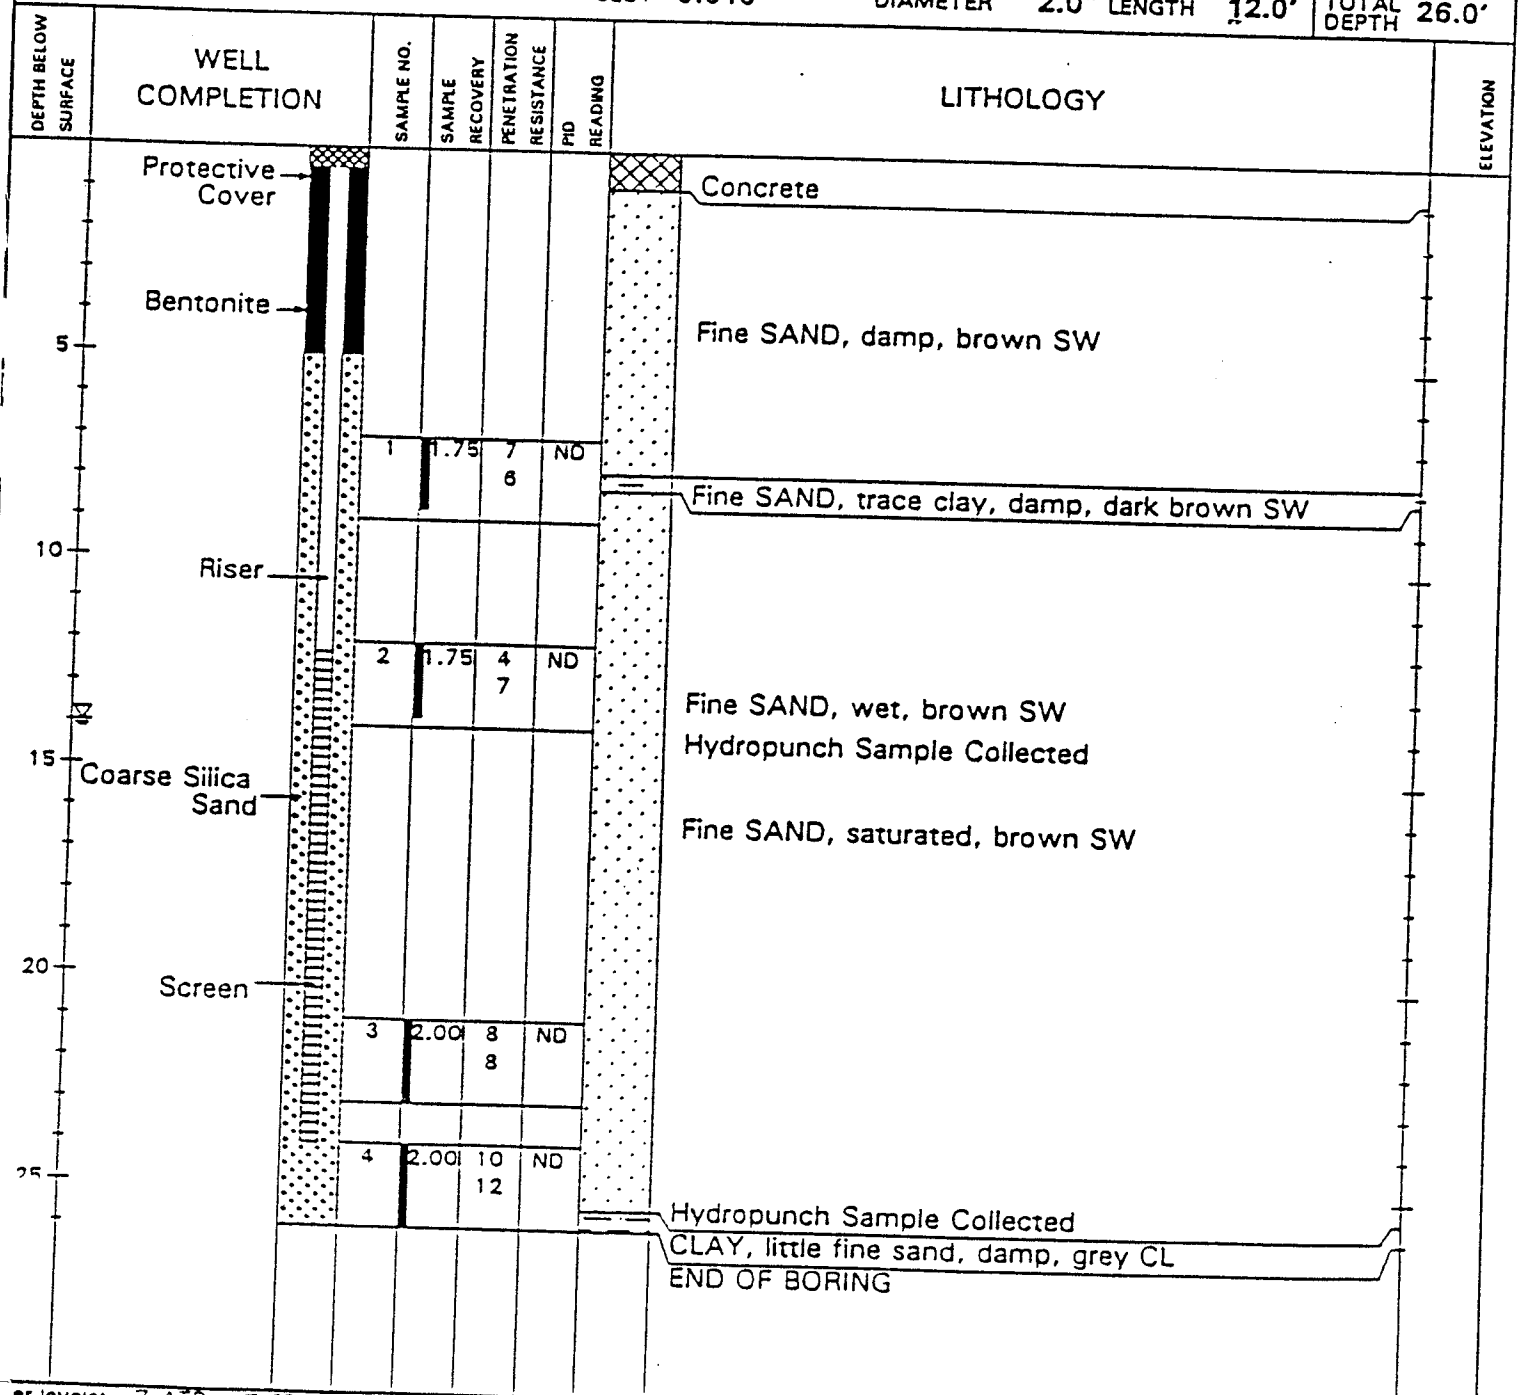 DIAMETER 2.0" LENGTH 12.0' TOTAL DEPTH 26.0'
DEPTH BELOW SURFACE
WELL COMPLETION
SAMPLE NO.
SAMPLE RECOVERY
PENETRATION RESISTANCE
PID READING
LITHOLOGY
ELEVATION
Protective
Cover
Concrete
Bentonite
5
Fine SAND, damp, brown SW
1 1.75 7 ND
6
Fine SAND, trace clay, damp, dark brown SW
10
Riser
2 1.75 4 ND
7
Fine SAND, wet, brown SW
Hydropunch Sample Collected
15
Coarse Silica
Sand
Fine SAND, saturated, brown SW
20
Screen
3 2.00 8 ND
8
4 2.00 10 ND
12
25
Hydropunch Sample Collected
CLAY, little fine sand, damp, grey CL
END OF BORING